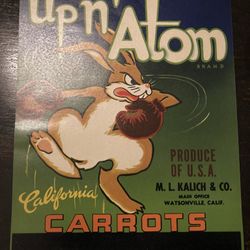 Up n' Atom
BRAND
PRODUCE
OF U.S.A.
M. L. KALICH & CO.
MAIN OFFICE
WATSONVILLE, CALIF.
California
CARROTS